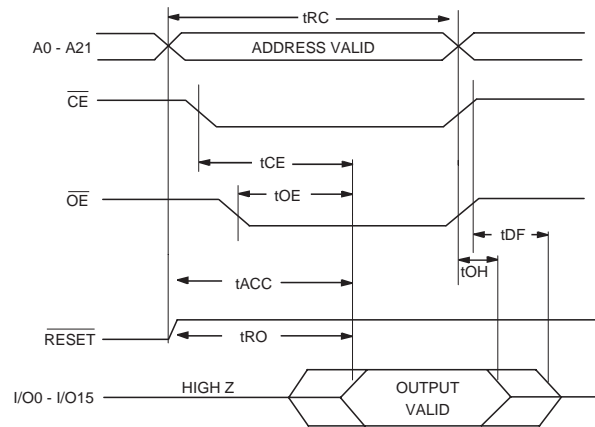 tRC
A0 - A21
ADDRESS VALID
CE
tCE
tOE
OE
tDF
tOH
tACC
RESET
tRO
I/O0 - I/O15
HIGH Z
OUTPUT
VALID